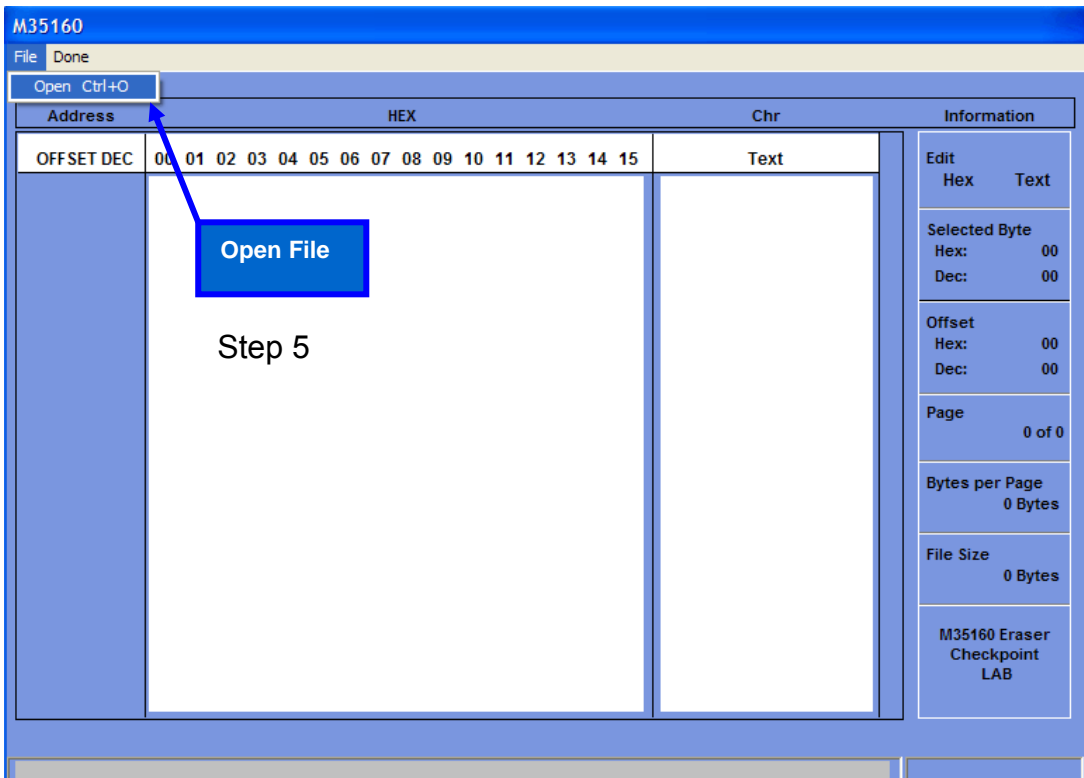 M35160
File Done
Open Ctrl+O
Address HEX Chr Information
OFFSET DEC 00 01 02 03 04 05 06 07 08 09 10 11 12 13 14 15 Text
Edit
Hex Text
Open File
Step 5
Selected Byte
Hex: 00
Dec: 00
Offset
Hex: 00
Dec: 00
Page
0 of 0
Bytes per Page
0 Bytes
File Size
0 Bytes
M35160 Eraser
Checkpoint
LAB